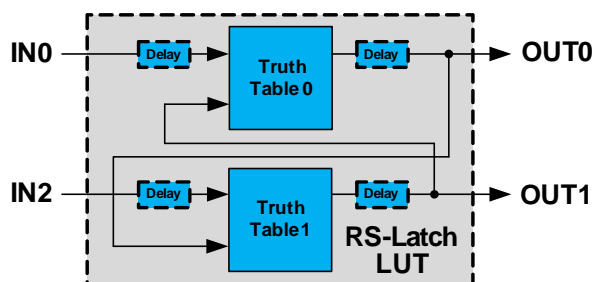 IN0
Delay
Truth
Table 0
Delay
OUT0
IN2
Delay
Truth
Table 1
Delay
OUT1
RS-Latch
LUT